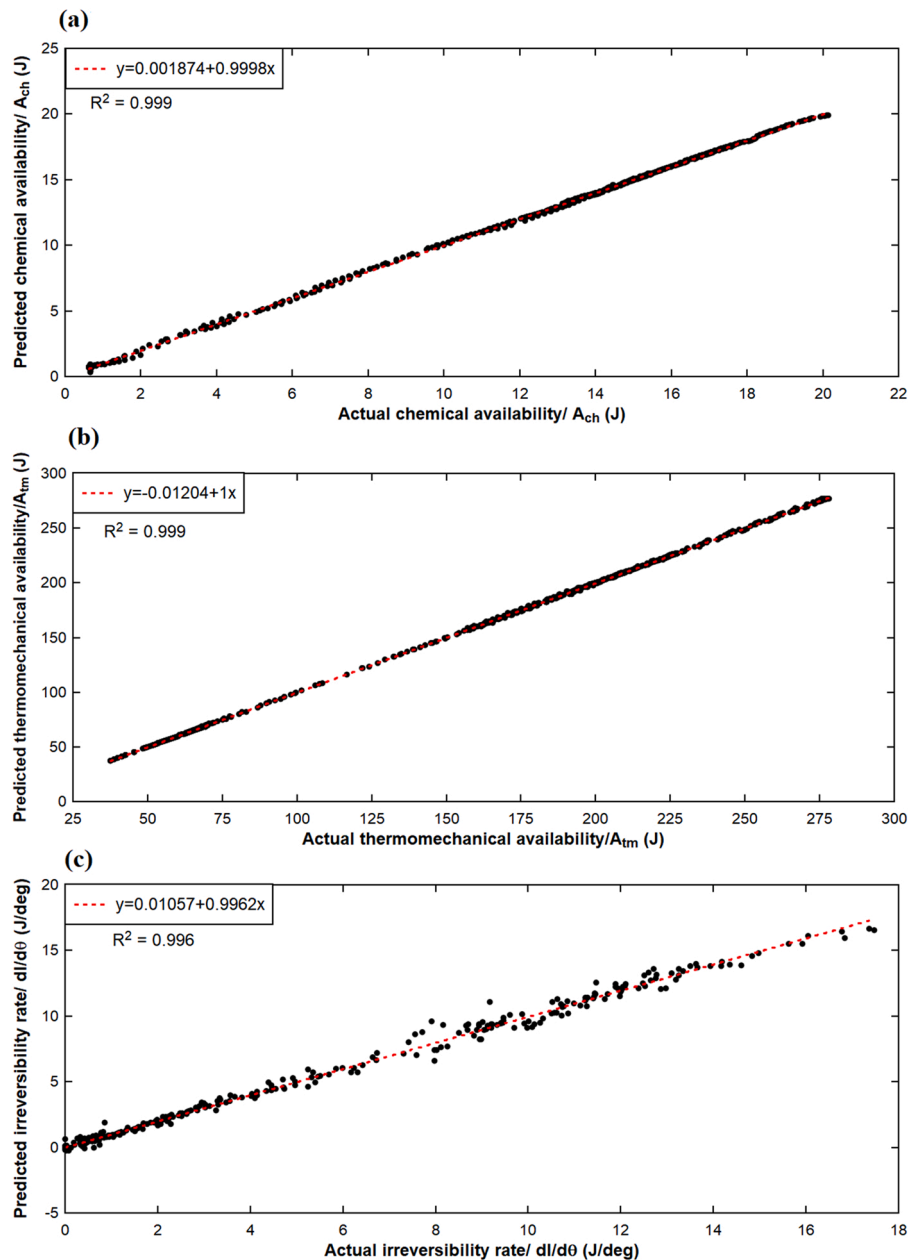 (a)
25
y=0.001874+0.9998x
R² = 0.999
20
15
10
5
0
0 2 4 6 8 10 12 14 16 18 20 22
Predicted chemical availability/ A_ch (J)
Actual chemical availability/ A_ch (J)
(b)
300
y=-0.01204+1x
R² = 0.999
250
200
150
100
50
0
25 50 75 100 125 150 175 200 225 250 275 300
Predicted thermomechanical availability/A_tm (J)
Actual thermomechanical availability/A_tm (J)
(c)
20
y=0.01057+0.9962x
R² = 0.996
15
10
5
0
-5
0 2 4 6 8 10 12 14 16 18
Predicted irreversibility rate/ dI/dθ (J/deg)
Actual irreversibility rate/ dI/dθ (J/deg)